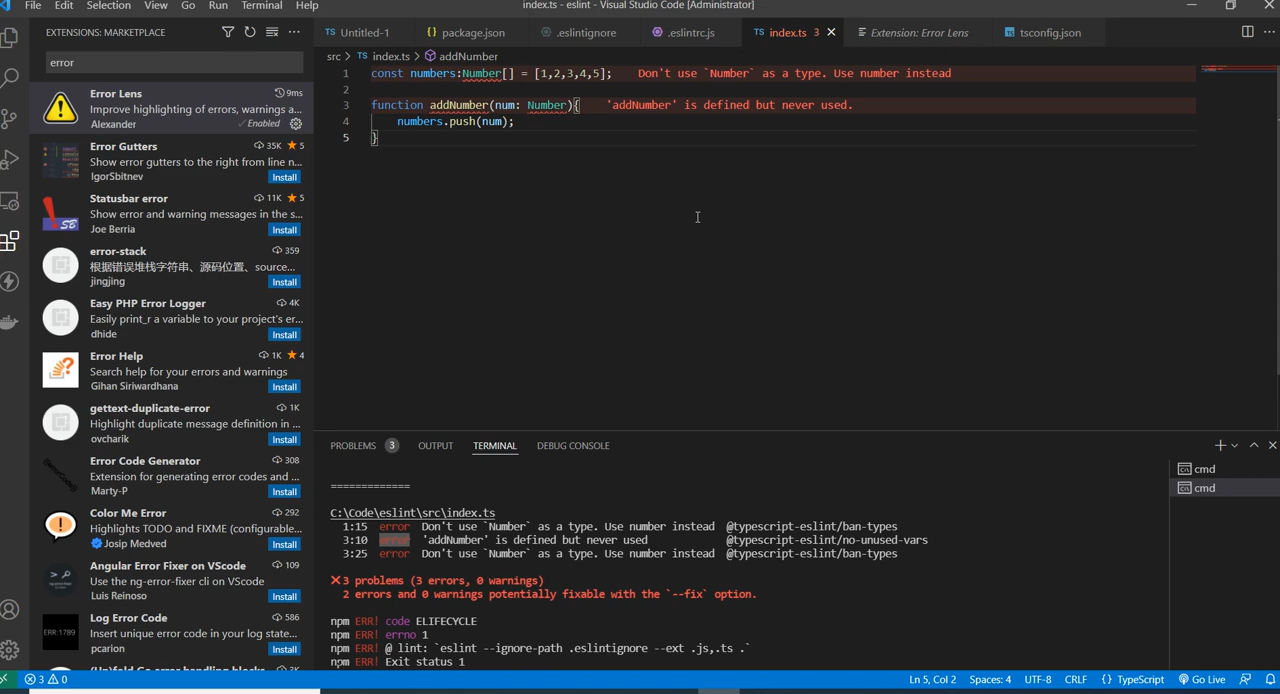 File Edit Selection View Go Run Terminal Help
index.ts - eslint - Visual Studio Code [Administrator]
EXTENSIONS: MARKETPLACE
error
Error Lens 9ms
Improve highlighting of errors, warnings a...
Alexander ✓Enabled
Error Gutters 35K ★5
Show error gutters to the right from line n...
IgorSbitnev Install
Statusbar error 11K ★5
Show error and warning messages in the s...
Joe Berria Install
error-stack 359
根据错误堆栈字符串、源码位置、source...
jingjing Install
Easy PHP Error Logger 4K
Easily print_r a variable to your project's er...
dhide Install
Error Help 1K ★4
Search help for your errors and warnings
Gihan Siriwardhana Install
gettext-duplicate-error 1K
Highlight duplicate message definition in ...
ovcharik Install
Error Code Generator 308
Extension for generating error codes and ...
Marty-P Install
Color Me Error 292
Highlights TODO and FIXME (configurable...
Josip Medved Install
Angular Error Fixer on VScode 109
Use the ng-error-fixer cli on VScode
Luis Reinoso Install
ERR:1789
Log Error Code 586
Insert unique error code in your log state...
pcarion Install
TS Untitled-1 {} package.json .eslintignore .eslintrc.js TS index.ts 3 × Extension: Error Lens tsconfig.json
src > TS index.ts > addNumber
1 const numbers:Number[] = [1,2,3,4,5]; Don't use `Number` as a type. Use number instead
2
3 function addNumber(num: Number){ 'addNumber' is defined but never used.
4 numbers.push(num);
5 }
PROBLEMS 3 OUTPUT TERMINAL DEBUG CONSOLE
cmd
cmd
=============
C:\Code\eslint\src\index.ts
1:15 error Don't use `Number` as a type. Use number instead @typescript-eslint/ban-types
3:10 error 'addNumber' is defined but never used @typescript-eslint/no-unused-vars
3:25 error Don't use `Number` as a type. Use number instead @typescript-eslint/ban-types
✕3 problems (3 errors, 0 warnings)
2 errors and 0 warnings potentially fixable with the `--fix` option.
npm ERR! code ELIFECYCLE
npm ERR! errno 1
npm ERR! @ lint: `eslint --ignore-path .eslintignore --ext .js,.ts .`
npm ERR! Exit status 1
3 0 Ln 5, Col 2 Spaces: 4 UTF-8 CRLF {} TypeScript Go Live